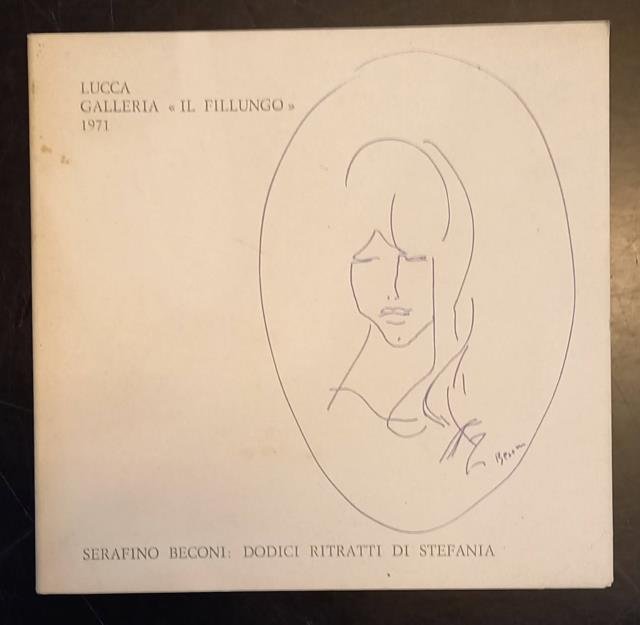 LUCCA
GALLERIA « IL FILLUNGO »
1971
Beconi
SERAFINO BECONI: DODICI RITRATTI DI STEFANIA